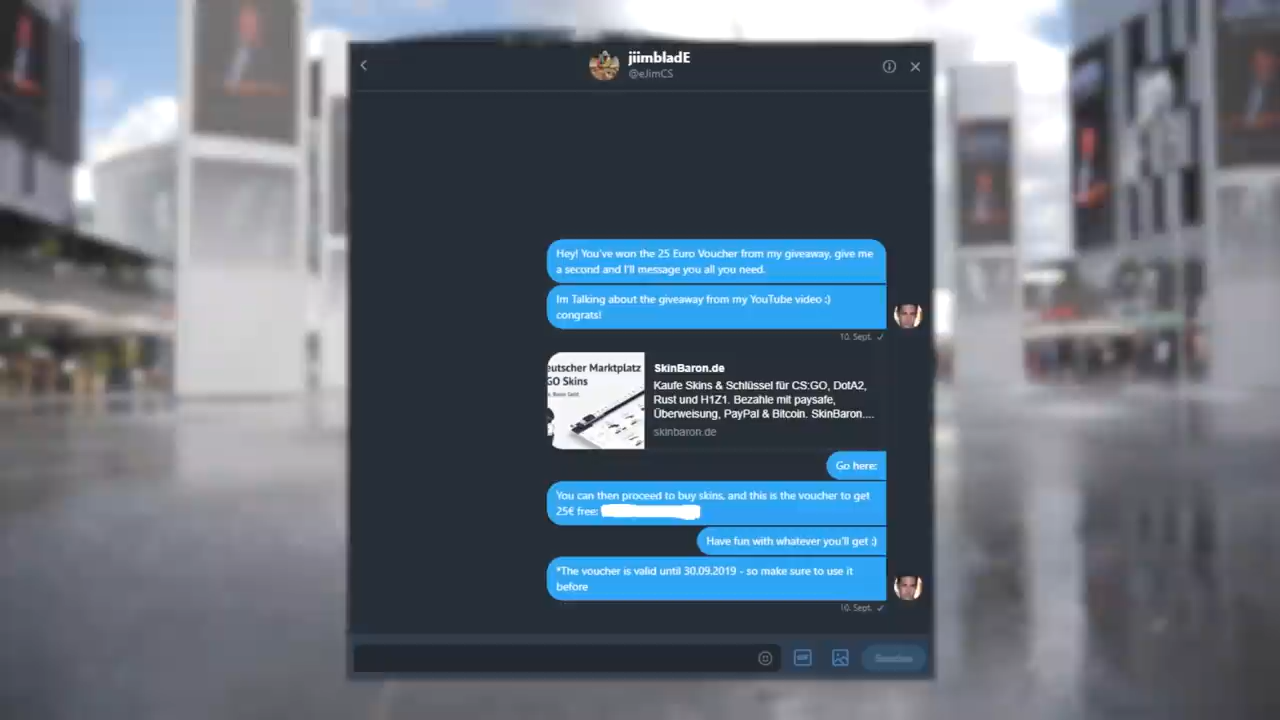 jiimbladE
@eJimCS
Hey! You've won the 25 Euro Voucher from my giveaway, give me
a second and I'll message you all you need.
Im Talking about the giveaway from my YouTube video :)
congrats!
10. Sept. ✓
eutscher Marktplatz
GO Skins
SkinBaron.de
Kaufe Skins & Schlüssel für CS:GO, DotA2,
Rust und H1Z1. Bezahle mit paysafe,
Überweisung, PayPal & Bitcoin. SkinBaron....
skinbaron.de
Go here:
You can then proceed to buy skins, and this is the voucher to get
25€ free:
Have fun with whatever you'll get :)
*The voucher is valid until 30.09.2019 - so make sure to use it
before
10. Sept. ✓
GIF